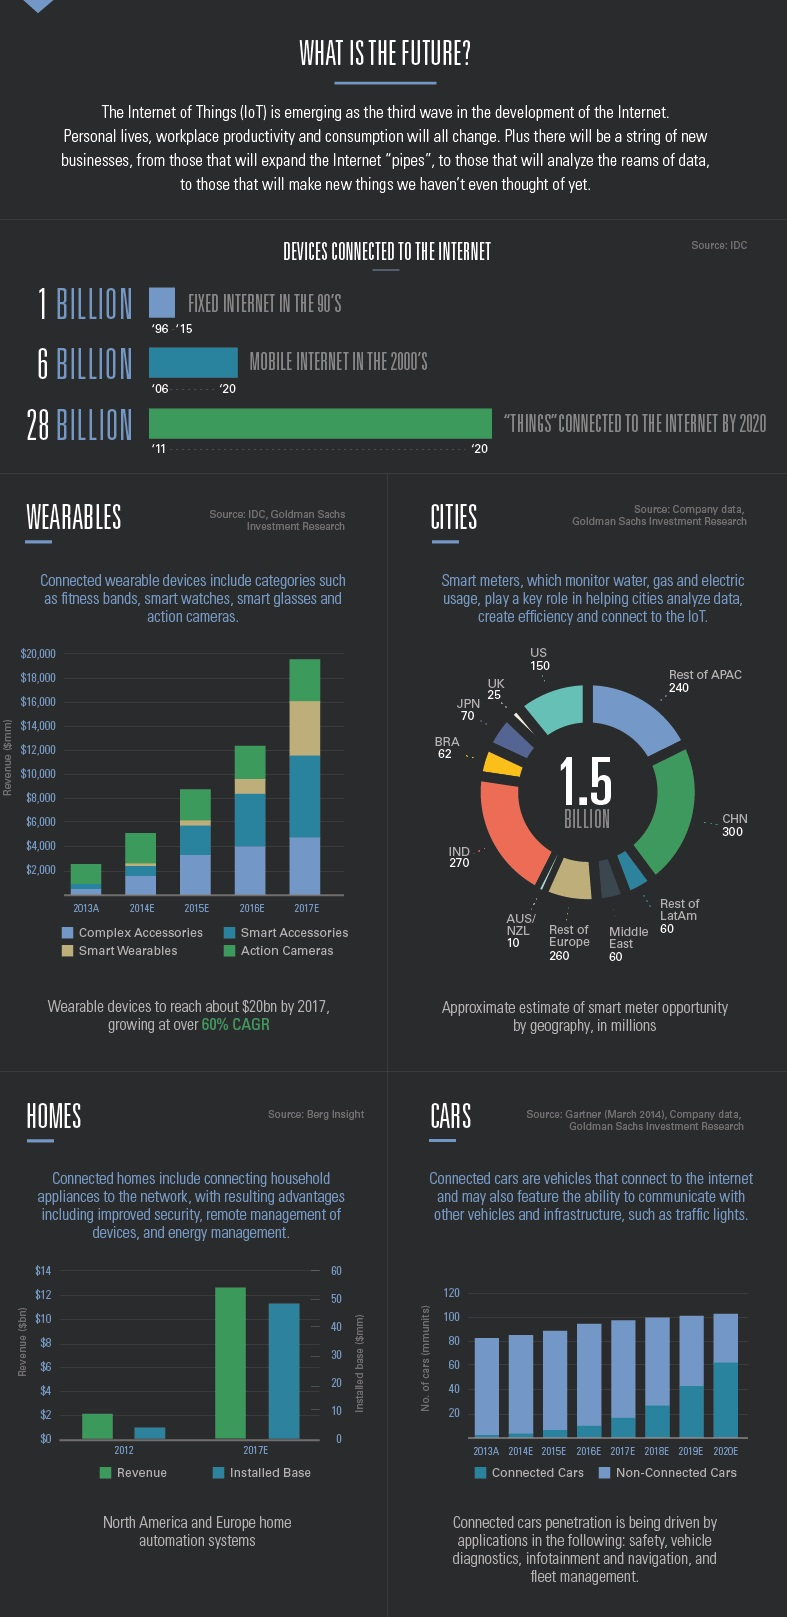 WHAT IS THE FUTURE?
The Internet of Things (IoT) is emerging as the third wave in the development of the Internet.
Personal lives, workplace productivity and consumption will all change. Plus there will be a string of new
businesses, from those that will expand the Internet “pipes”, to those that will analyze the reams of data,
to those that will make new things we haven’t even thought of yet.
DEVICES CONNECTED TO THE INTERNET
Source: IDC
1 BILLION
FIXED INTERNET IN THE 90’S
‘96 ‘15
6 BILLION
MOBILE INTERNET IN THE 2000’S
‘06 ‘20
28 BILLION
“THINGS” CONNECTED TO THE INTERNET BY 2020
‘11 ‘20
WEARABLES
Source: IDC, Goldman Sachs
Investment Research
Connected wearable devices include categories such
as fitness bands, smart watches, smart glasses and
action cameras.
Revenue ($mm)
$20,000
$18,000
$16,000
$14,000
$12,000
$10,000
$8,000
$6,000
$4,000
$2,000
2013A 2014E 2015E 2016E 2017E
Complex Accessories Smart Accessories
Smart Wearables Action Cameras
Wearable devices to reach about $20bn by 2017,
growing at over 60% CAGR
CITIES
Source: Company data,
Goldman Sachs Investment Research
Smart meters, which monitor water, gas and electric
usage, play a key role in helping cities analyze data,
create efficiency and connect to the IoT.
US
150
Rest of APAC
240
UK
25
JPN
70
BRA
62
1.5
BILLION
CHN
300
IND
270
AUS/
NZL
10
Rest of
Europe
260
Middle
East
60
Rest of
LatAm
60
Approximate estimate of smart meter opportunity
by geography, in millions
HOMES
Source: Berg Insight
Connected homes include connecting household
appliances to the network, with resulting advantages
including improved security, remote management of
devices, and energy management.
Revenue ($bn)
$14
$12
$10
$8
$6
$4
$2
$0
60
50
40
30
20
10
0
Installed base ($mm)
2012 2017E
Revenue Installed Base
North America and Europe home
automation systems
CARS
Source: Gartner (March 2014), Company data,
Goldman Sachs Investment Research
Connected cars are vehicles that connect to the internet
and may also feature the ability to communicate with
other vehicles and infrastructure, such as traffic lights.
No. of cars (mmunits)
120
100
80
60
40
20
2013A 2014E 2015E 2016E 2017E 2018E 2019E 2020E
Connected Cars Non-Connected Cars
Connected cars penetration is being driven by
applications in the following: safety, vehicle
diagnostics, infotainment and navigation, and
fleet management.